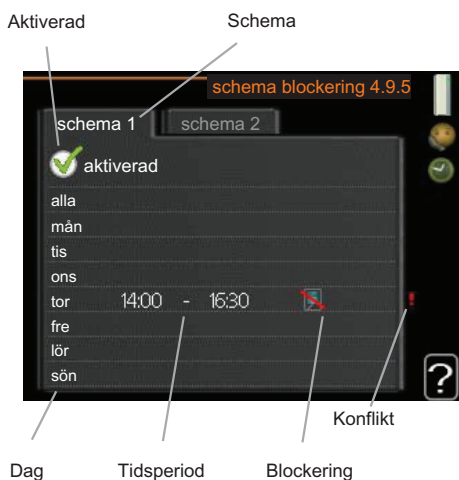 Aktiverad Schema
schema blockering 4.9.5
schema 1 schema 2
aktiverad
alla
mån
tis
ons
tor 14:00 - 16:30 !
fre
lör
sön
?
Konflikt
Dag Tidsperiod Blockering